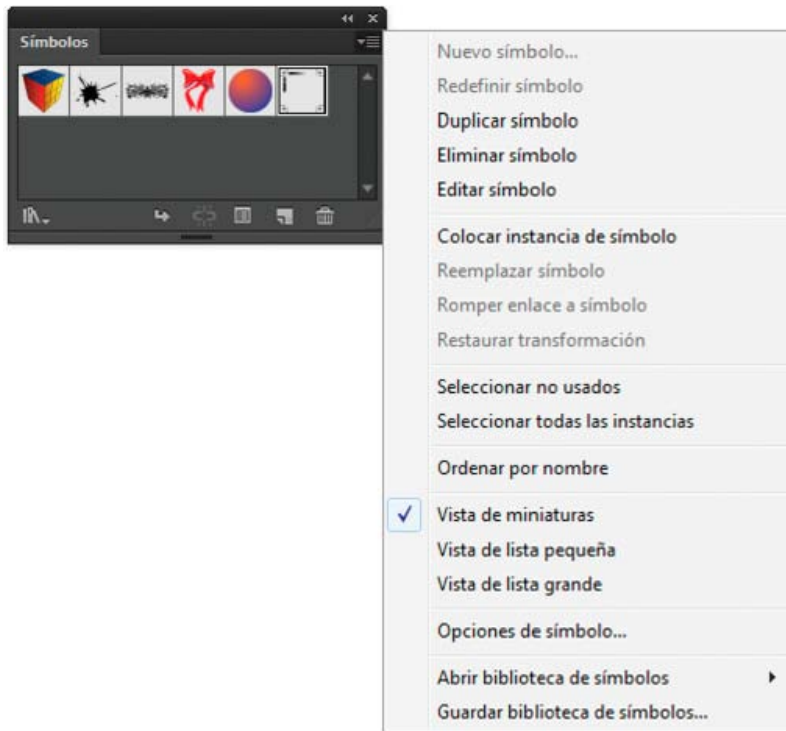 Símbolos
Nuevo símbolo...
Redefinir símbolo
Duplicar símbolo
Eliminar símbolo
Editar símbolo
Colocar instancia de símbolo
Reemplazar símbolo
Romper enlace a símbolo
Restaurar transformación
Seleccionar no usados
Seleccionar todas las instancias
Ordenar por nombre
Vista de miniaturas
Vista de lista pequeña
Vista de lista grande
Opciones de símbolo...
Abrir biblioteca de símbolos
Guardar biblioteca de símbolos...